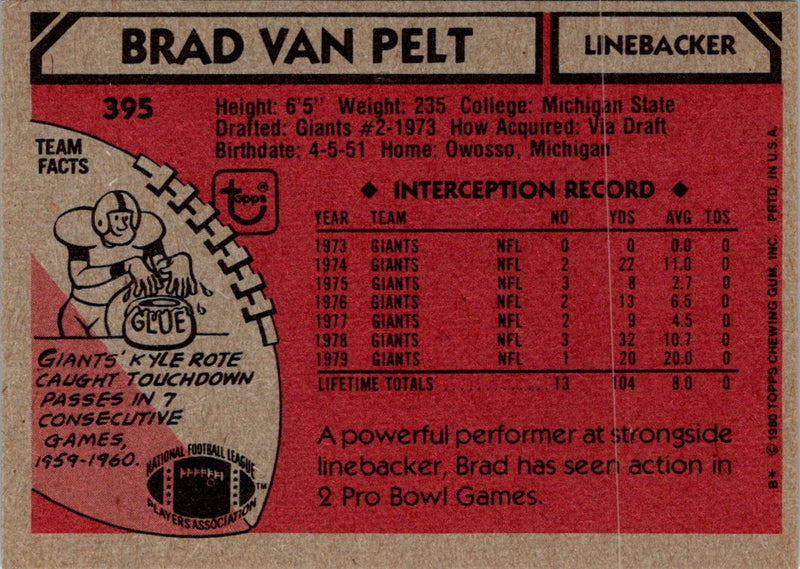 BRAD VAN PELT
LINEBACKER
395
Height: 6'5" Weight: 235 College: Michigan State
Drafted: Giants #2-1973 How Acquired: Via Draft
Birthdate: 4-5-51 Home: Owosso, Michigan
TEAM
FACTS
topps®
GLUE
GIANTS' KYLE ROTE
CAUGHT TOUCHDOWN
PASSES IN 7
CONSECUTIVE
GAMES,
1959-1960.
NATIONAL FOOTBALL LEAGUE
PLAYERS ASSOCIATION
™
◆ INTERCEPTION RECORD ◆
YEAR TEAM NO YDS AVG TDS
1973 GIANTS NFL 0 0 0.0 0
1974 GIANTS NFL 2 22 11.0 0
1975 GIANTS NFL 3 8 2.7 0
1976 GIANTS NFL 2 13 6.5 0
1977 GIANTS NFL 2 9 4.5 0
1978 GIANTS NFL 3 32 10.7 0
1979 GIANTS NFL 1 20 20.0 0
LIFETIME TOTALS .............. 13 104 8.0 0
A powerful performer at strongside
linebacker, Brad has seen action in
2 Pro Bowl Games.
B* © 1980 TOPPS CHEWING GUM, INC. PRTD. IN U.S.A.